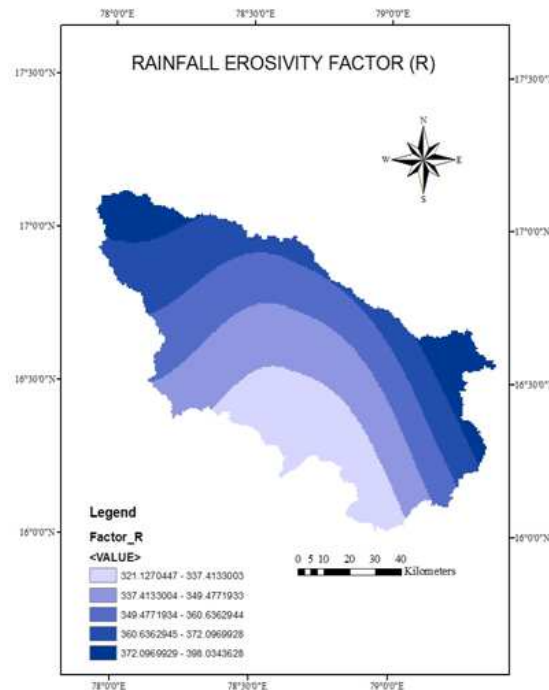 78°0'0"E 78°30'0"E 79°0'0"E
17°30'0"N 17°30'0"N
RAINFALL EROSIVITY FACTOR (R)
N
W E
S
17°0'0"N 17°0'0"N
16°30'0"N 16°30'0"N
16°0'0"N 16°0'0"N
Legend
Factor_R
<VALUE>
321.1270447 - 337.4133003
337.4133004 - 349.4771933
349.4771934 - 360.6362944
360.6362945 - 372.0969928
372.0969929 - 398.0343628
0 5 10 20 30 40
Kilometers
78°0'0"E 78°30'0"E 79°0'0"E